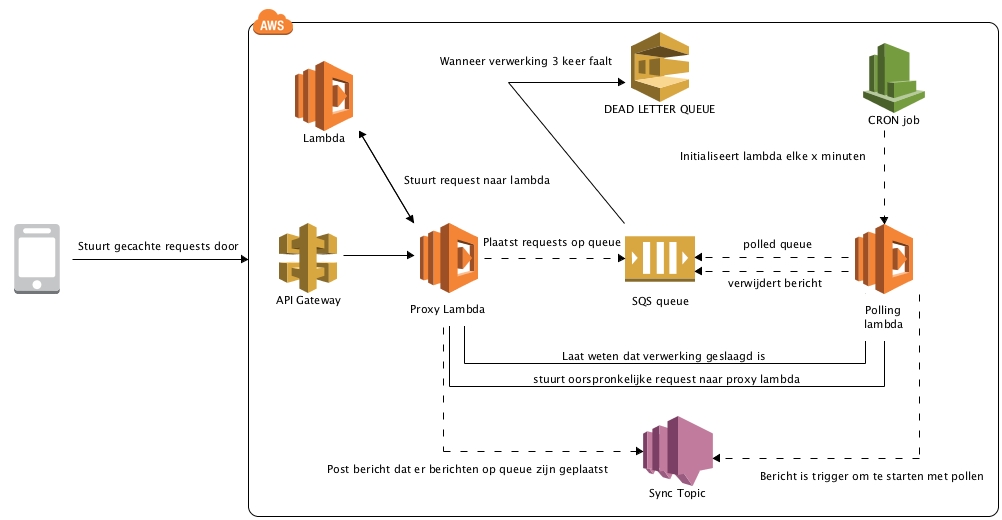 AWS
Wanneer verwerking 3 keer faalt
DEAD LETTER QUEUE
CRON job
Lambda
Initialiseert lambda elke x minuten
Stuurt request naar lambda
Stuurt gecachte requests door
Plaatst requests op queue
polled queue
verwijdert bericht
API Gateway
Proxy Lambda
SQS queue
Polling
lambda
Laat weten dat verwerking geslaagd is
stuurt oorspronkelijke request naar proxy lambda
Post bericht dat er berichten op queue zijn geplaatst
Sync Topic
Bericht is trigger om te starten met pollen